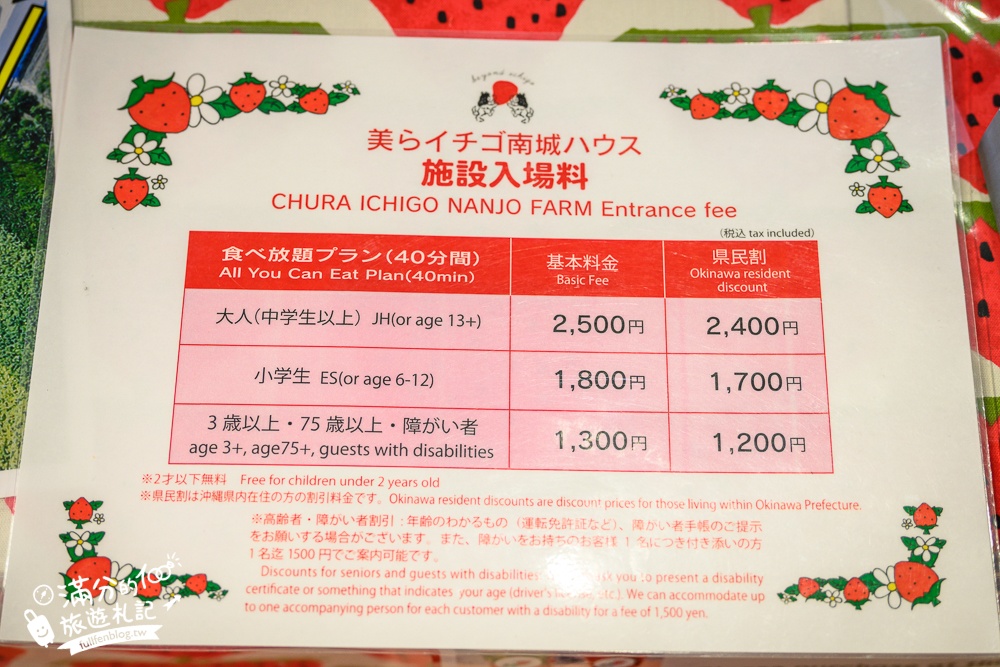 beyond ichigo
美らイチゴ南城ハウス
施設入場料
CHURA ICHIGO NANJO FARM Entrance fee
（税込 tax included）
食べ放題プラン(40分間)
All You Can Eat Plan(40min)
基本料金
Basic Fee
県民割
Okinawa resident
discount
大人(中学生以上) JH(or age 13+)
2,500円
2,400円
小学生 ES(or age 6-12)
1,800円
1,700円
3歳以上・75歳以上・障がい者
age 3+, age75+, guests with disabilities
1,300円
1,200円
※2才以下無料 Free for children under 2 years old
※県民割は沖縄県内在住の方の割引料金です。Okinawa resident discounts are discount prices for those living within Okinawa Prefecture.
※高齢者・障がい者割引：年齢のわかるもの（運転免許証など）、障がい者手帳のご提示
をお願いする場合がございます。また、障がいをお持ちのお客様 1 名につき付き添いの方
1 名迄 1500 円でご案内可能です。
Discounts for seniors and guests with disabilities ask you to present a disability
certificate or something that indicates your age (driver's etc.). We can accommodate up
to one accompanying person for each customer with a disability for a fee of 1,500 yen.
滿分的
旅遊札記
fullfenblog.tw